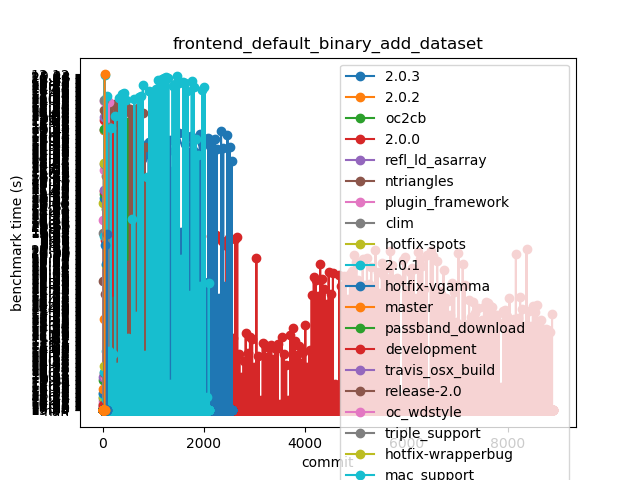 frontend_default_binary_add_dataset
benchmark time (s)
2.0.3
2.0.2
oc2cb
2.0.0
refl_ld_asarray
ntriangles
plugin_framework
clim
hotfix-spots
2.0.1
hotfix-vgamma
master
passband_download
development
travis_osx_build
release-2.0
oc_wdstyle
triple_support
hotfix-wrapperbug
mac_support
0 2000 4000 6000 8000
commit